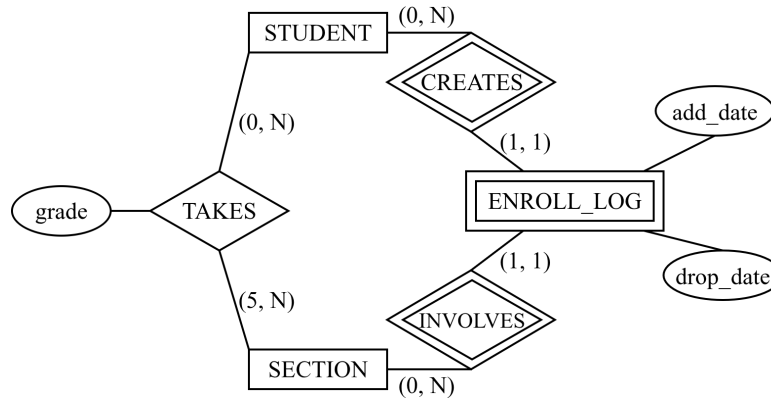 (0, N)
STUDENT
CREATES
add_date
(0, N)
(1, 1)
ENROLL_LOG
grade
TAKES
(1, 1)
drop_date
(5, N)
INVOLVES
SECTION
(0, N)